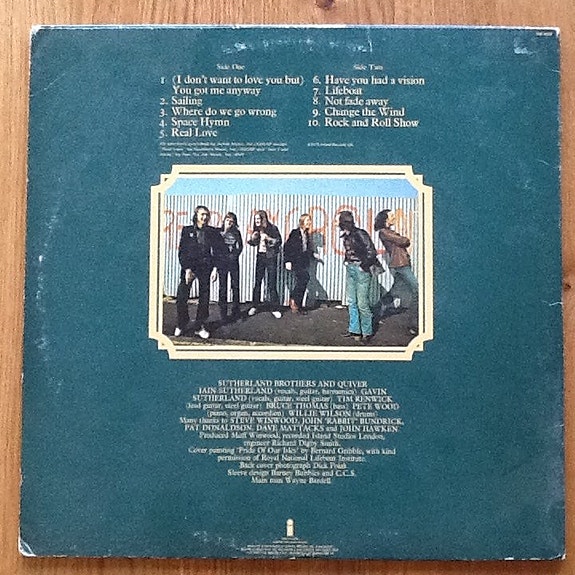 Side One
1. (I don't want to love you but)
You got me anyway
2. Sailing
3. Where do we go wrong
4. Space Hymn
5. Real Love
Side Two
6. Have you had a vision
7. Lifeboat
8. Not fade away
9. Change the Wind
10. Rock and Roll Show
SUTHERLAND BROTHERS AND QUIVER
IAIN SUTHERLAND (vocals, guitar, harmonica) GAVIN
SUTHERLAND (vocals, guitar, steel guitar) TIM RENWICK
(lead guitar, steel guitar) BRUCE THOMAS (bass) PETE WOOD
(piano, organ, accordion) WILLIE WILSON (drums)
Many thanks to STEVE WINWOOD, JOHN 'RABBIT' BUNDRICK,
PAT DONALDSON, DAVE MATTACKS and JOHN HAWKEN.
Produced Muff Winwood, recorded Island Studios London,
engineer Richard Digby Smith.
Cover painting 'Pride Of Our Isles' by Bernard Gribble, with kind
permission of Royal National Lifeboat Institute.
Back cover photograph Dick Polak
Sleeve design Barney Bubbles and C.C.S.
Main man Wayne Bardell